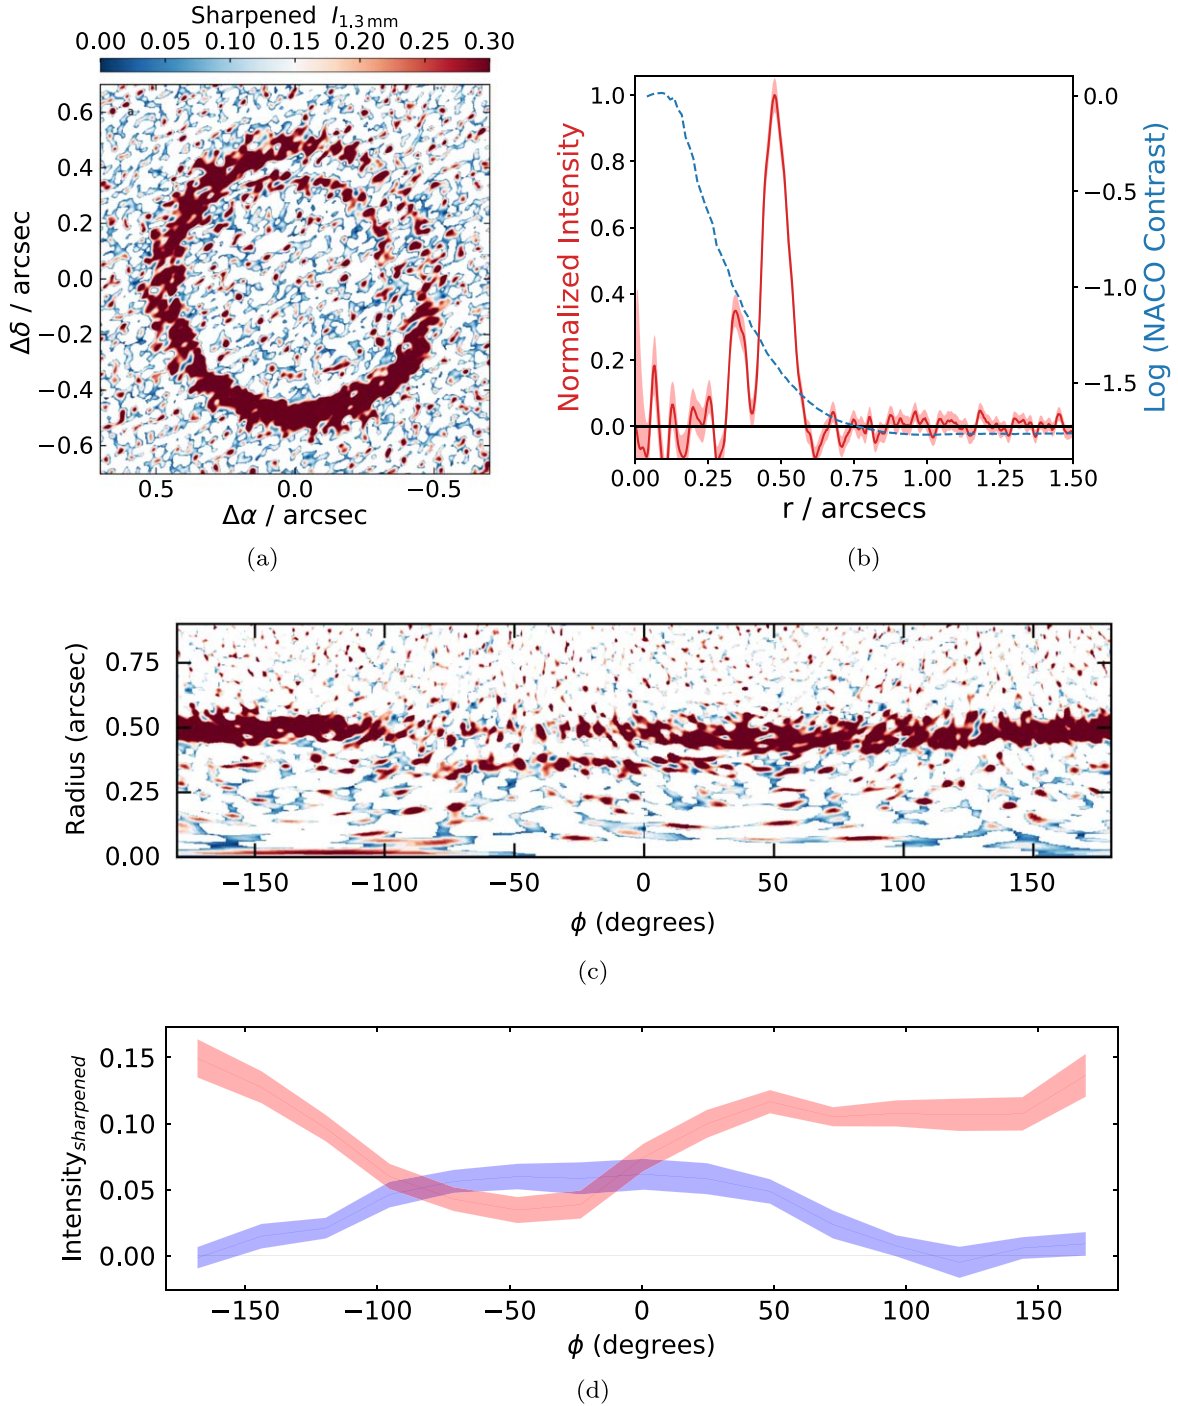 Sharpened I1.3 mm
0.00 0.05 0.10 0.15 0.20 0.25 0.30
0.6
0.4
0.2
0.0
−0.2
−0.4
−0.6
Δδ / arcsec
a
0.5 0.0 −0.5
Δα / arcsec
(a)
1.0
0.8
0.6
0.4
0.2
0.0
Normalized Intensity
0.0
−0.5
−1.0
−1.5
Log (NACO Contrast)
0.00 0.25 0.50 0.75 1.00 1.25 1.50
r / arcsecs
(b)
0.75
0.50
0.25
0.00
Radius (arcsec)
−150 −100 −50 0 50 100 150
ϕ (degrees)
(c)
0.15
0.10
0.05
0.00
Intensitysharpened
−150 −100 −50 0 50 100 150
ϕ (degrees)
(d)